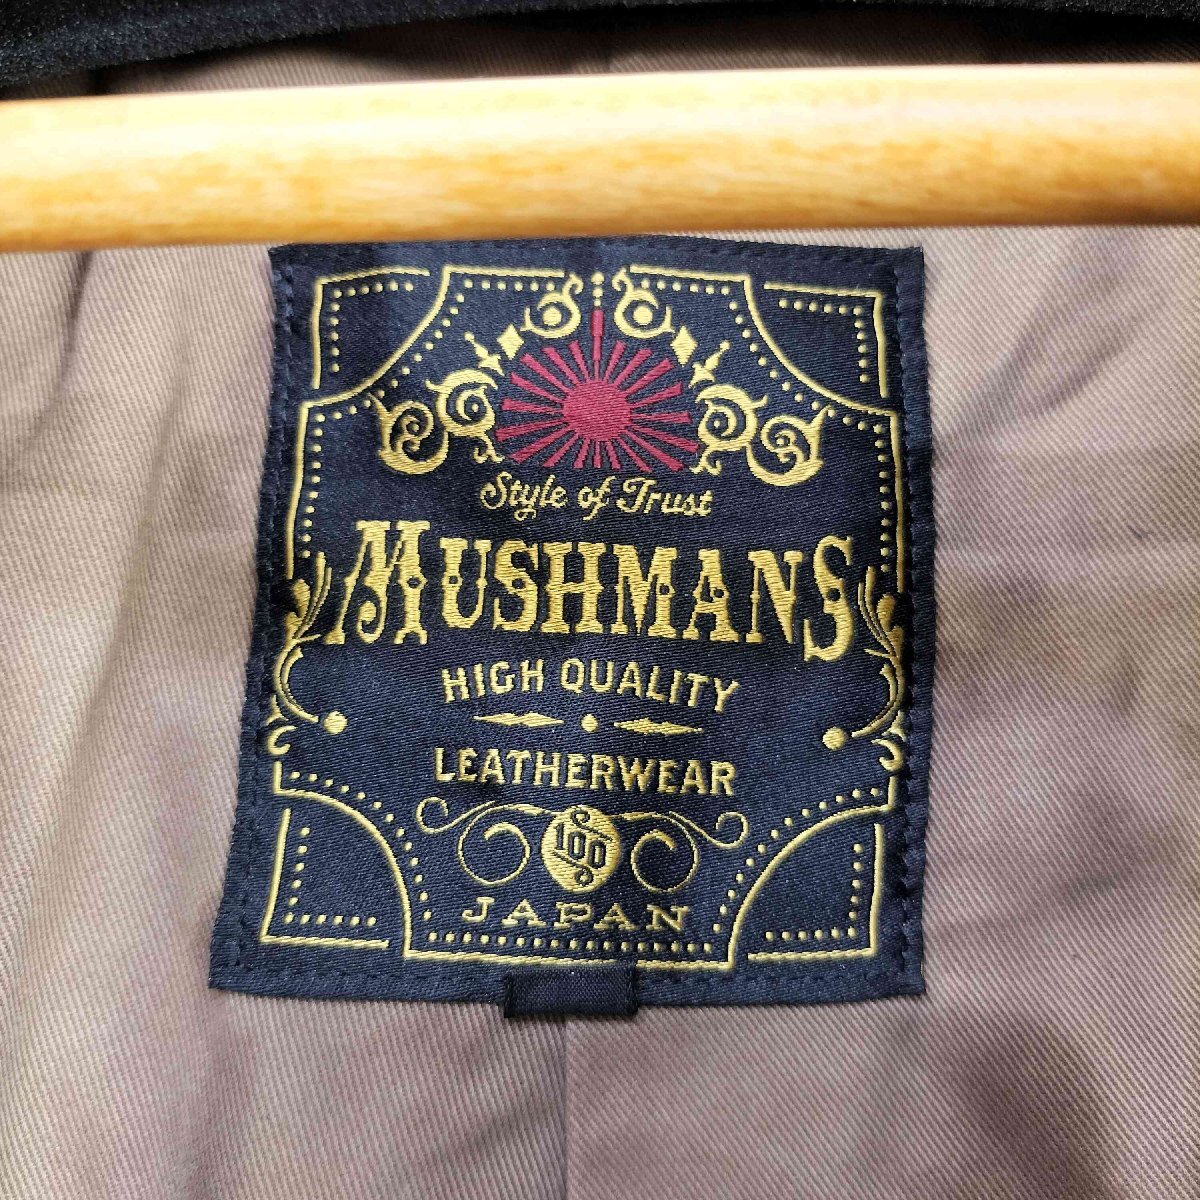 Style of Trust
MUSHMANS
HIGH QUALITY
LEATHERWEAR
100
JAPAN